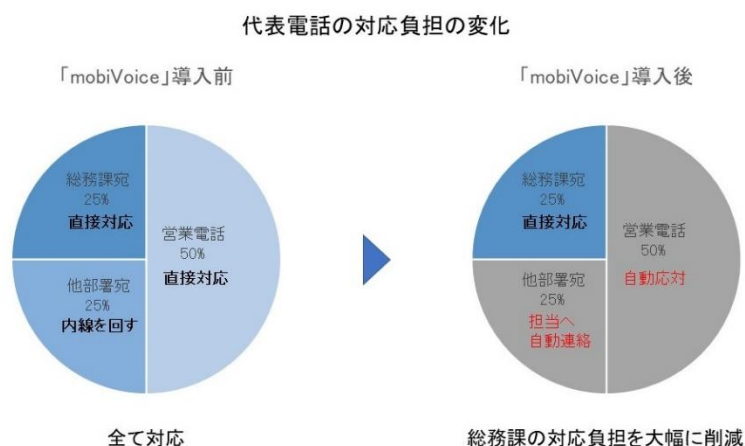 代表電話の対応負担の変化
「mobiVoice」導入前
総務課宛
25%
直接対応
営業電話
50%
直接対応
他部署宛
25%
内線を回す
全て対応
「mobiVoice」導入後
総務課宛
25%
直接対応
営業電話
50%
自動応対
他部署宛
25%
担当へ
自動連絡
総務課の対応負担を大幅に削減